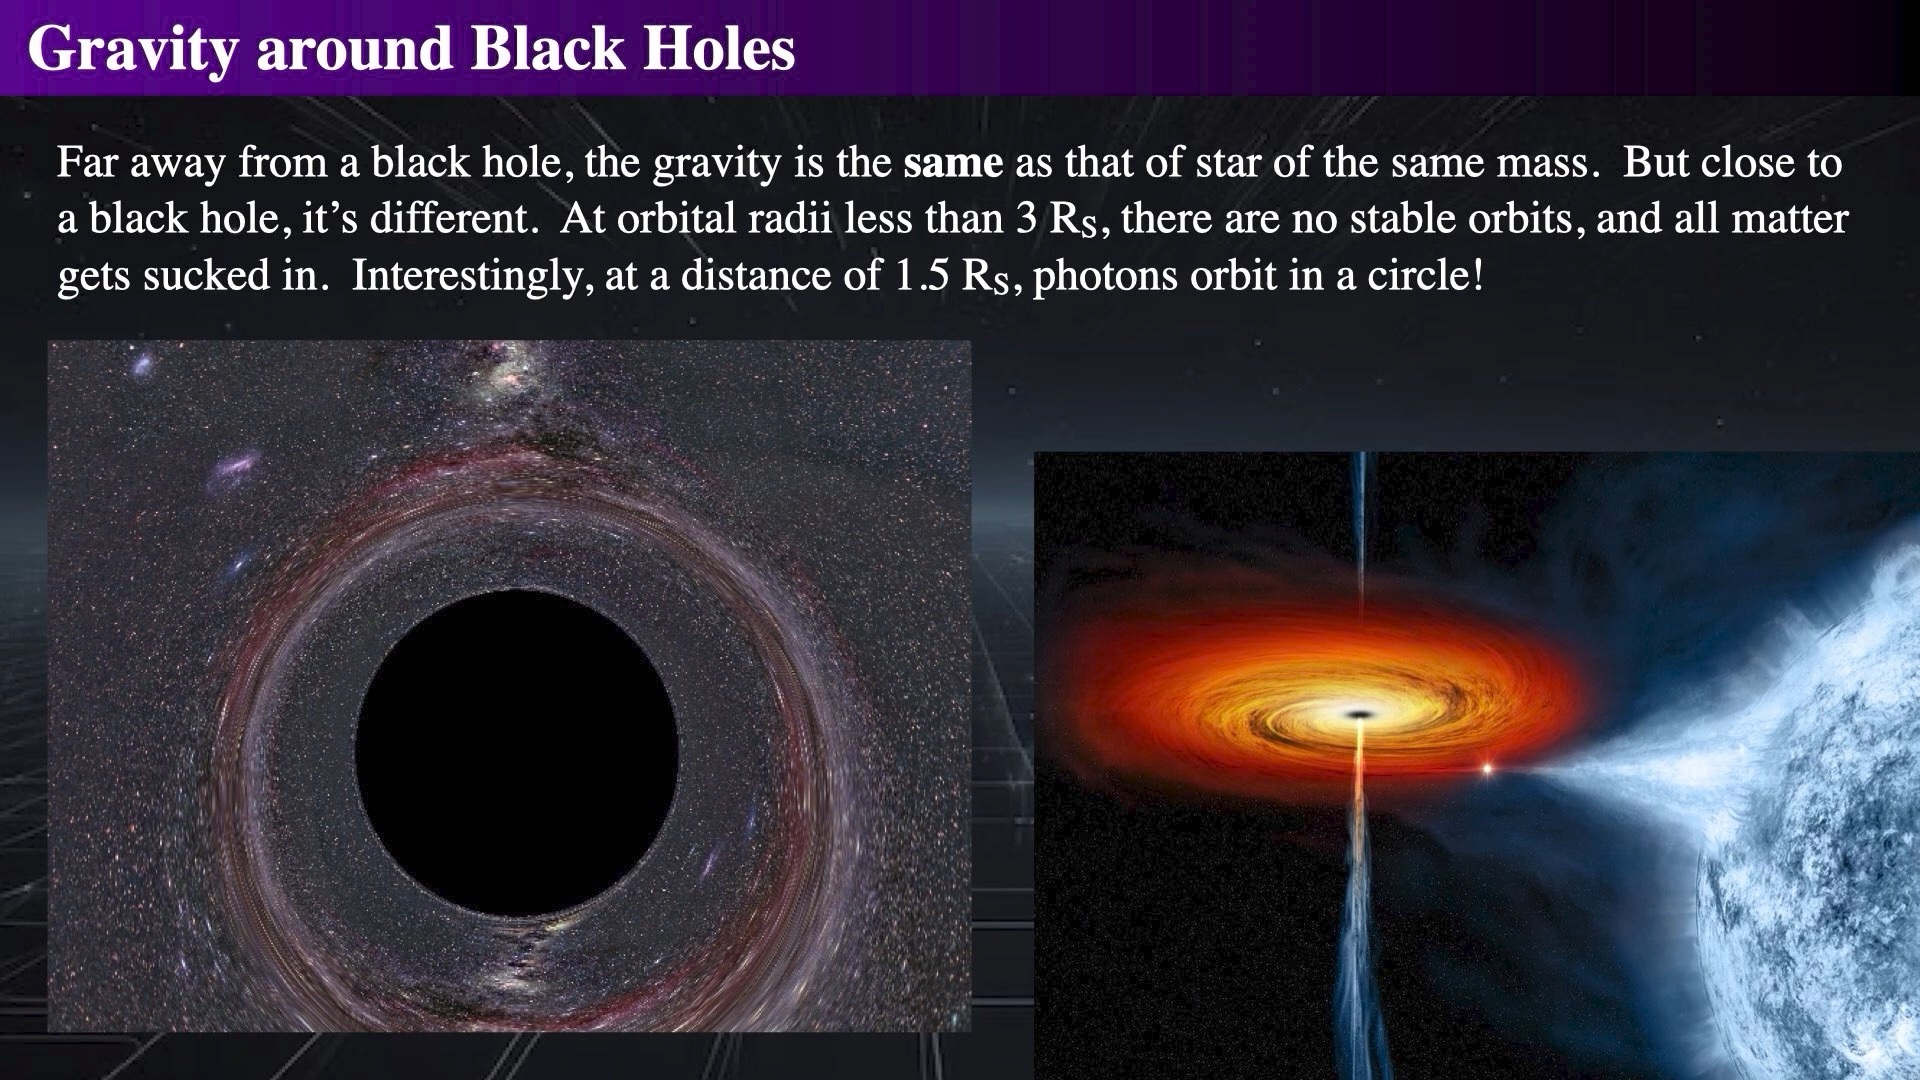 Gravity around Black Holes
Far away from a black hole, the gravity is the same as that of star of the same mass.  But close to
a black hole, it’s different.  At orbital radii less than 3 RS, there are no stable orbits, and all matter
gets sucked in.  Interestingly, at a distance of 1.5 RS, photons orbit in a circle!